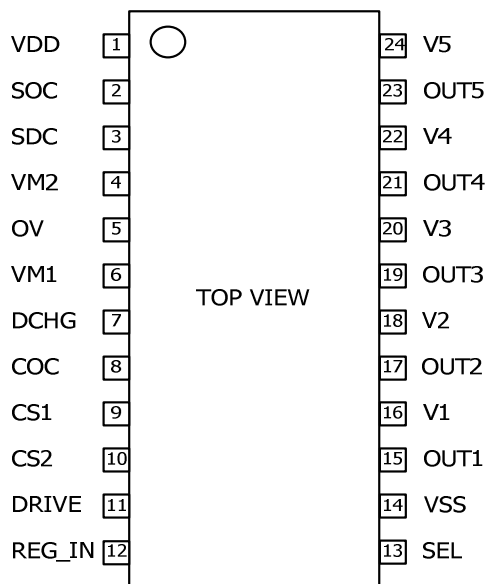 VDD 1 24 V5
SOC 2 23 OUT5
SDC 3 22 V4
VM2 4 21 OUT4
OV 5 20 V3
VM1 6 19 OUT3
TOP VIEW
DCHG 7 18 V2
COC 8 17 OUT2
CS1 9 16 V1
CS2 10 15 OUT1
DRIVE 11 14 VSS
REG_IN 12 13 SEL